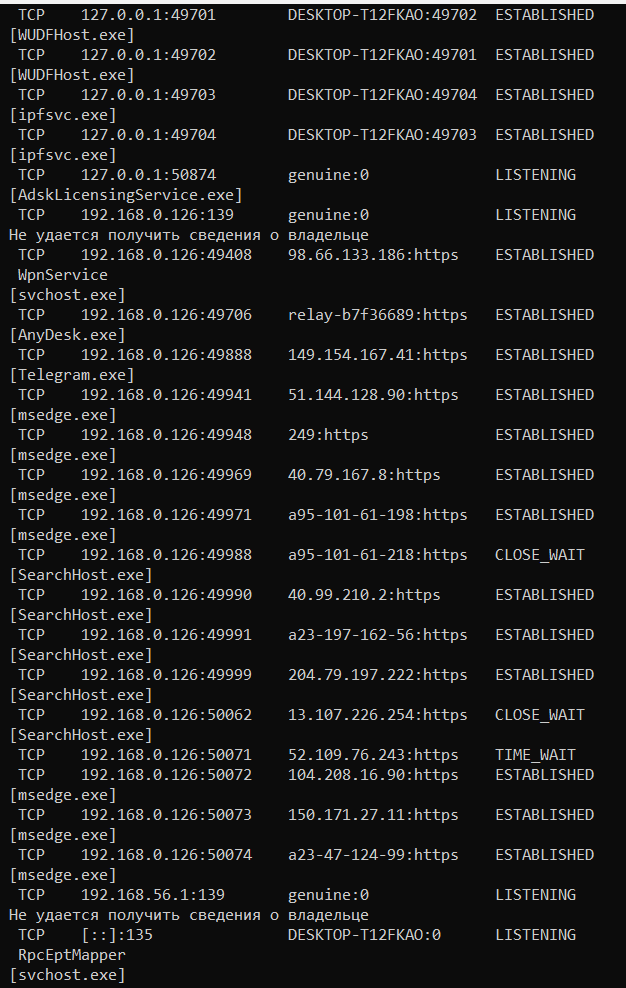 TCP    127.0.0.1:49701        DESKTOP-T12FKAO:49702  ESTABLISHED
[WUDFHost.exe]
TCP    127.0.0.1:49702        DESKTOP-T12FKAO:49701  ESTABLISHED
[WUDFHost.exe]
TCP    127.0.0.1:49703        DESKTOP-T12FKAO:49704  ESTABLISHED
[ipfsvc.exe]
TCP    127.0.0.1:49704        DESKTOP-T12FKAO:49703  ESTABLISHED
[ipfsvc.exe]
TCP    127.0.0.1:50874        genuine:0              LISTENING
[AdskLicensingService.exe]
TCP    192.168.0.126:139      genuine:0              LISTENING
Не удается получить сведения о владельце
TCP    192.168.0.126:49408    98.66.133.186:https    ESTABLISHED
WpnService
[svchost.exe]
TCP    192.168.0.126:49706    relay-b7f36689:https   ESTABLISHED
[AnyDesk.exe]
TCP    192.168.0.126:49888    149.154.167.41:https   ESTABLISHED
[Telegram.exe]
TCP    192.168.0.126:49941    51.144.128.90:https    ESTABLISHED
[msedge.exe]
TCP    192.168.0.126:49948    249:https              ESTABLISHED
[msedge.exe]
TCP    192.168.0.126:49969    40.79.167.8:https      ESTABLISHED
[msedge.exe]
TCP    192.168.0.126:49971    a95-101-61-198:https   ESTABLISHED
[msedge.exe]
TCP    192.168.0.126:49988    a95-101-61-218:https   CLOSE_WAIT
[SearchHost.exe]
TCP    192.168.0.126:49990    40.99.210.2:https      ESTABLISHED
[SearchHost.exe]
TCP    192.168.0.126:49991    a23-197-162-56:https   ESTABLISHED
[SearchHost.exe]
TCP    192.168.0.126:49999    204.79.197.222:https   ESTABLISHED
[SearchHost.exe]
TCP    192.168.0.126:50062    13.107.226.254:https   CLOSE_WAIT
[SearchHost.exe]
TCP    192.168.0.126:50071    52.109.76.243:https    TIME_WAIT
TCP    192.168.0.126:50072    104.208.16.90:https    ESTABLISHED
[msedge.exe]
TCP    192.168.0.126:50073    150.171.27.11:https    ESTABLISHED
[msedge.exe]
TCP    192.168.0.126:50074    a23-47-124-99:https    ESTABLISHED
[msedge.exe]
TCP    192.168.56.1:139       genuine:0              LISTENING
Не удается получить сведения о владельце
TCP    [::]:135               DESKTOP-T12FKAO:0      LISTENING
RpcEptMapper
[svchost.exe]